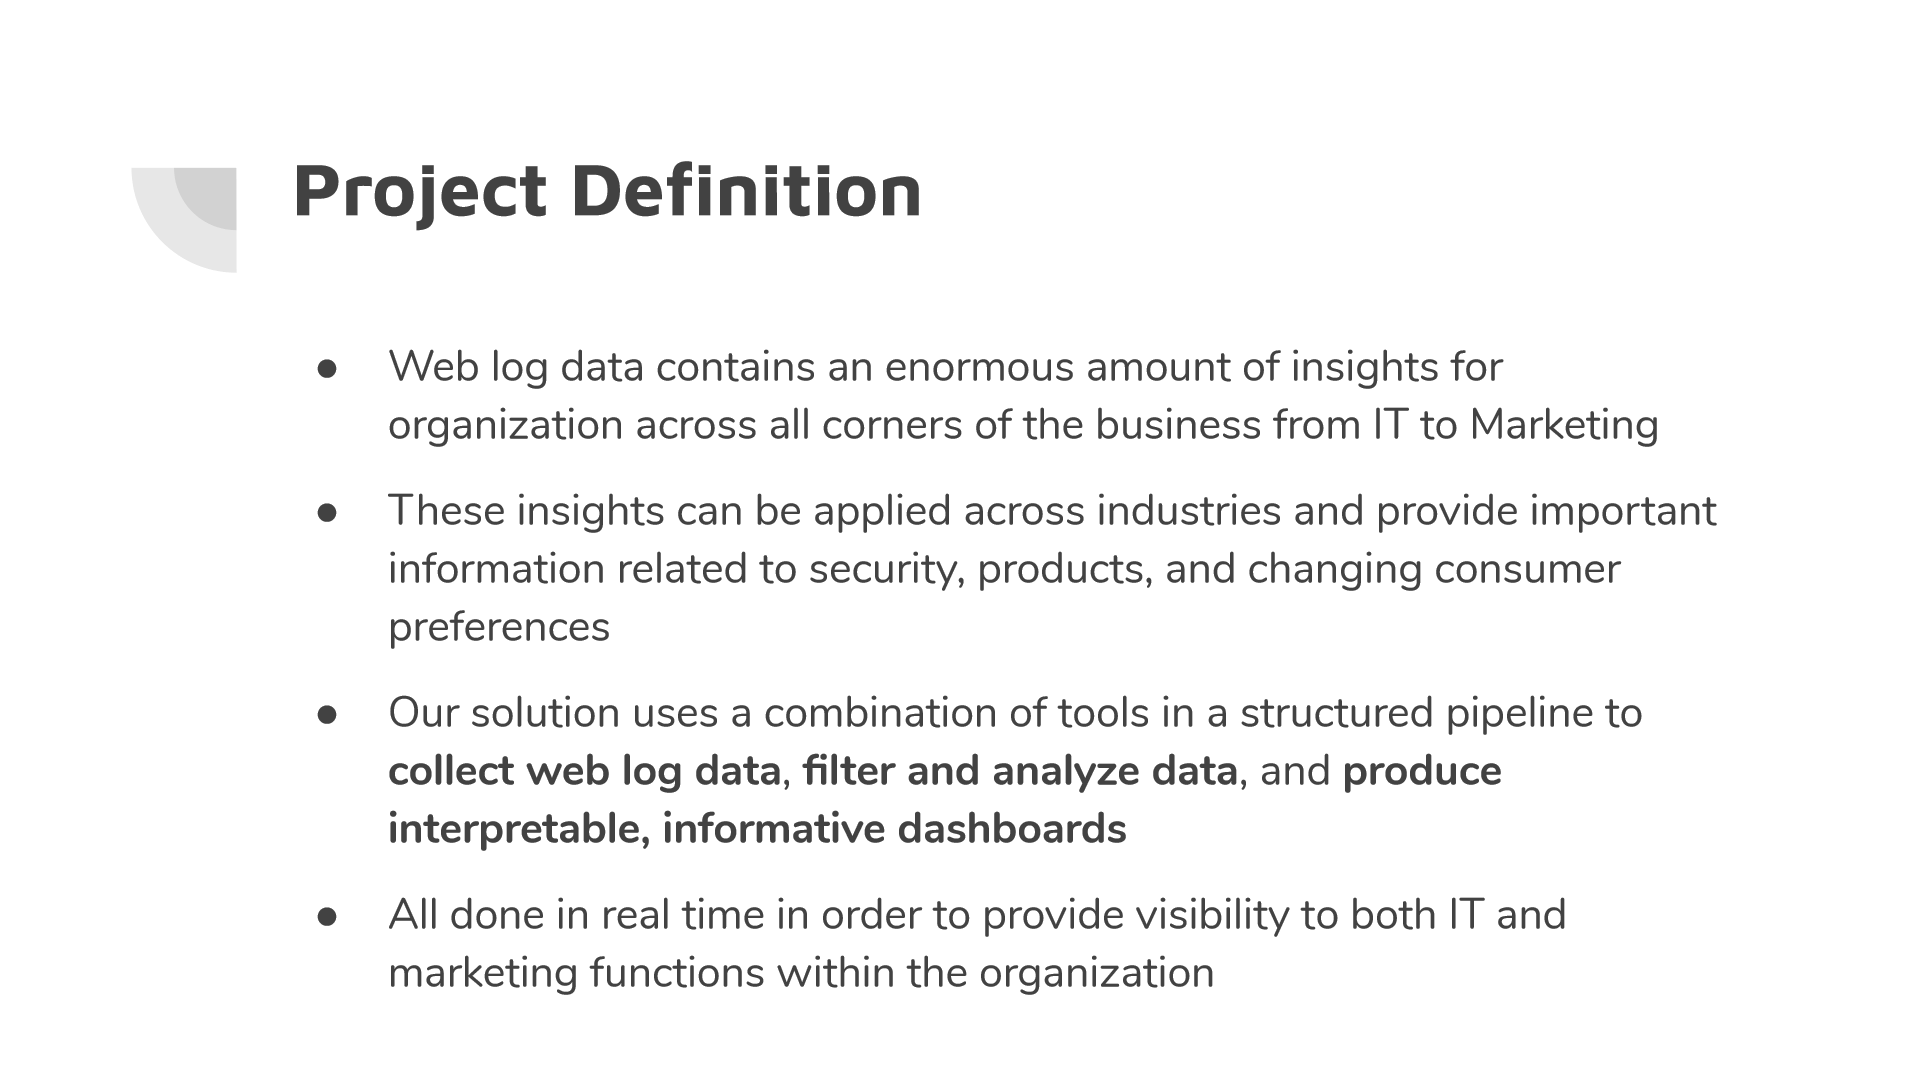 Project Definition
● Web log data contains an enormous amount of insights for
organization across all corners of the business from IT to Marketing
● These insights can be applied across industries and provide important
information related to security, products, and changing consumer
preferences
● Our solution uses a combination of tools in a structured pipeline to
collect web log data, filter and analyze data, and produce
interpretable, informative dashboards
● All done in real time in order to provide visibility to both IT and
marketing functions within the organization